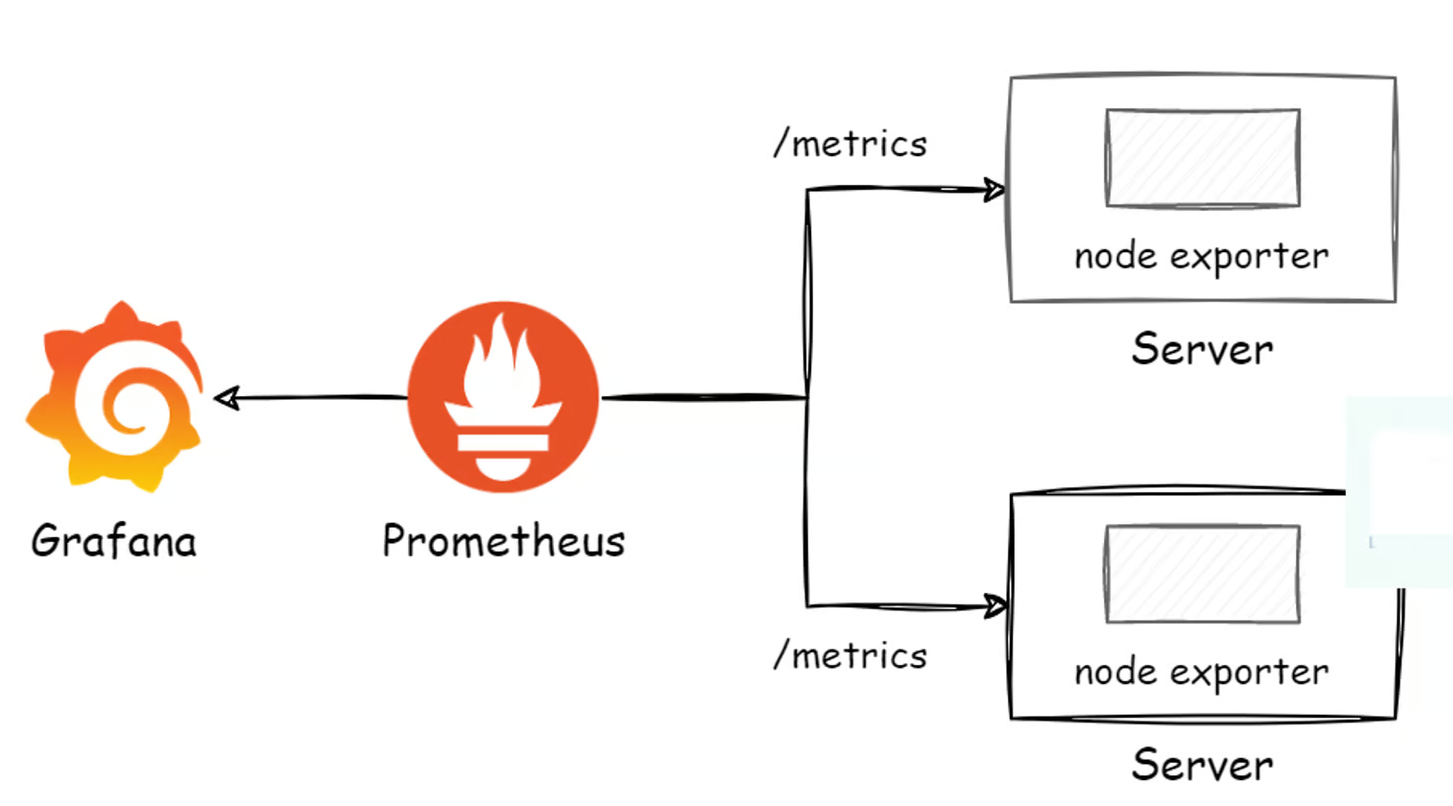 /metrics
node exporter
Server
Grafana
Prometheus
/metrics
node exporter
Server